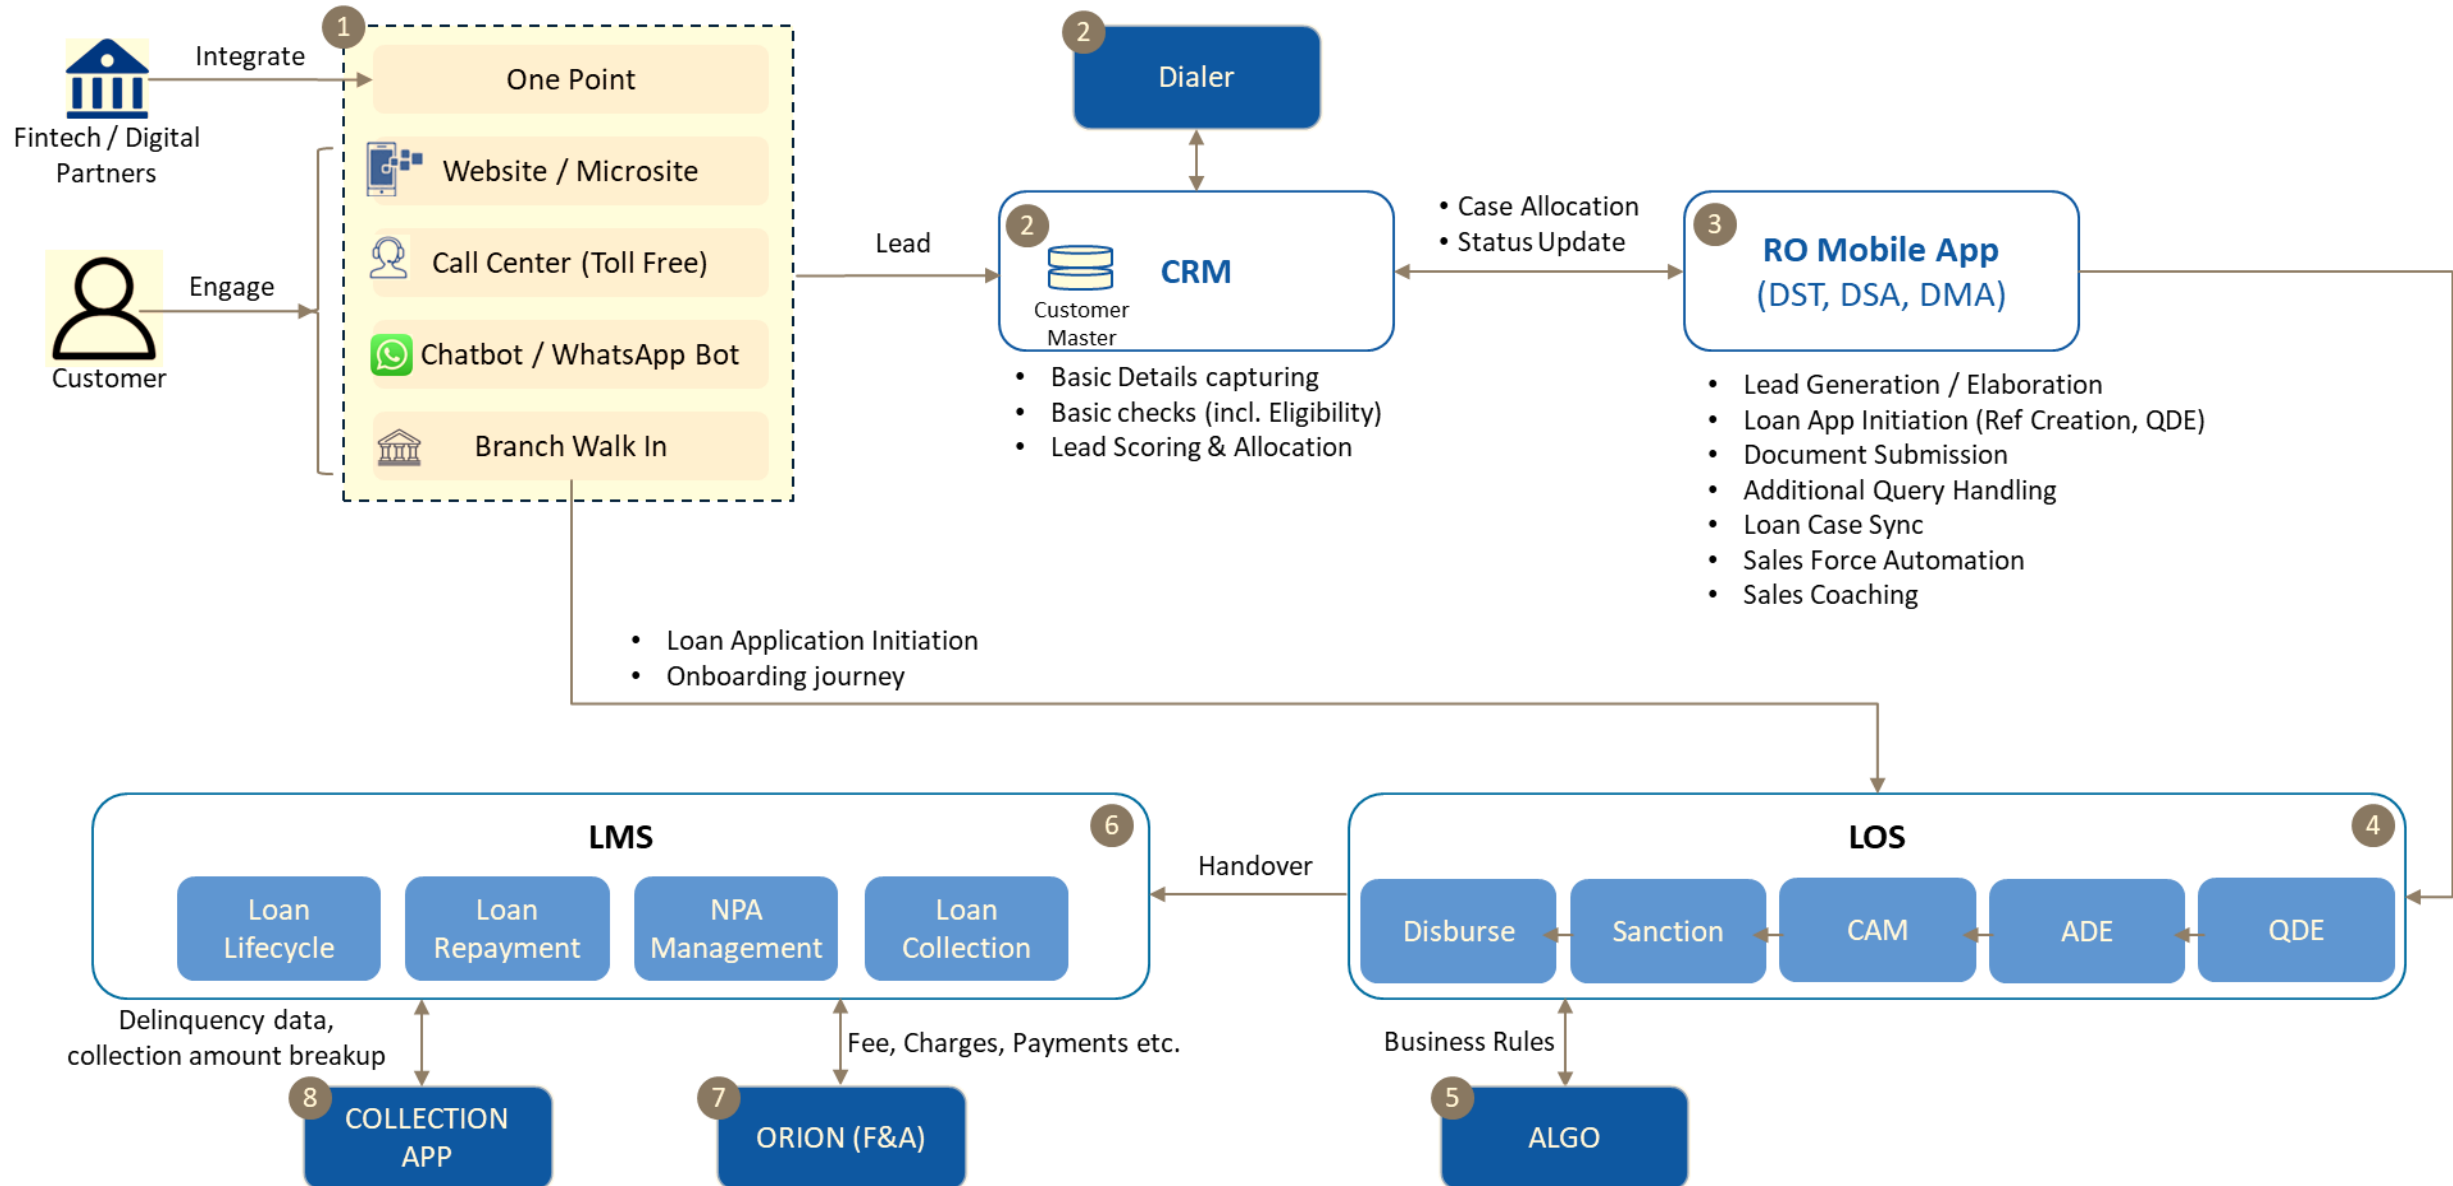 1
Integrate
Fintech / Digital
Partners
One Point
Website / Microsite
Call Center (Toll Free)
Chatbot / WhatsApp Bot
Branch Walk In
Engage
Customer
Lead
2
Dialer
2
CRM
Customer
Master
• Basic Details capturing
• Basic checks (incl. Eligibility)
• Lead Scoring & Allocation
• Case Allocation
• Status Update
3
RO Mobile App
(DST, DSA, DMA)
• Lead Generation / Elaboration
• Loan App Initiation (Ref Creation, QDE)
• Document Submission
• Additional Query Handling
• Loan Case Sync
• Sales Force Automation
• Sales Coaching
• Loan Application Initiation
• Onboarding journey
LMS
6
Loan
Lifecycle
Loan
Repayment
NPA
Management
Loan
Collection
Handover
LOS
4
Disburse
Sanction
CAM
ADE
QDE
Delinquency data,
collection amount breakup
Fee, Charges, Payments etc.
Business Rules
8
COLLECTION
APP
7
ORION (F&A)
5
ALGO